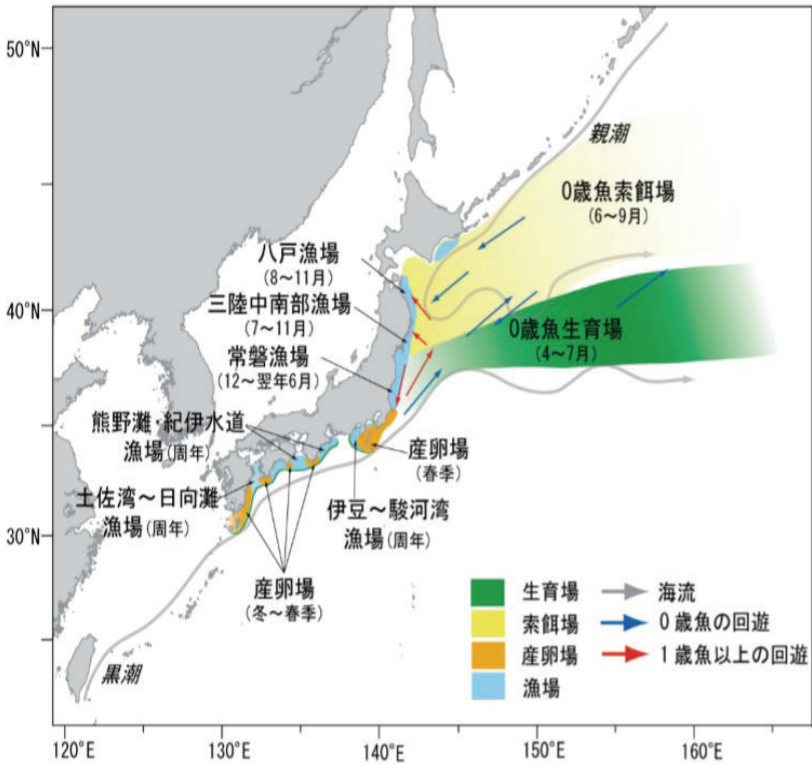 50°N
親潮
0歳魚索餌場
(6〜9月)
八戸漁場
(8〜11月)
三陸中南部漁場
(7〜11月)
40°N
0歳魚生育場
(4〜7月)
常磐漁場
(12〜翌年6月)
熊野灘・紀伊水道
漁場(周年)
産卵場
(春季)
土佐湾〜日向灘
漁場(周年)
伊豆〜駿河湾
漁場(周年)
30°N
産卵場
(冬〜春季)
黒潮
生育場
索餌場
産卵場
漁場
海流
0歳魚の回遊
1歳魚以上の回遊
120°E
130°E
140°E
150°E
160°E